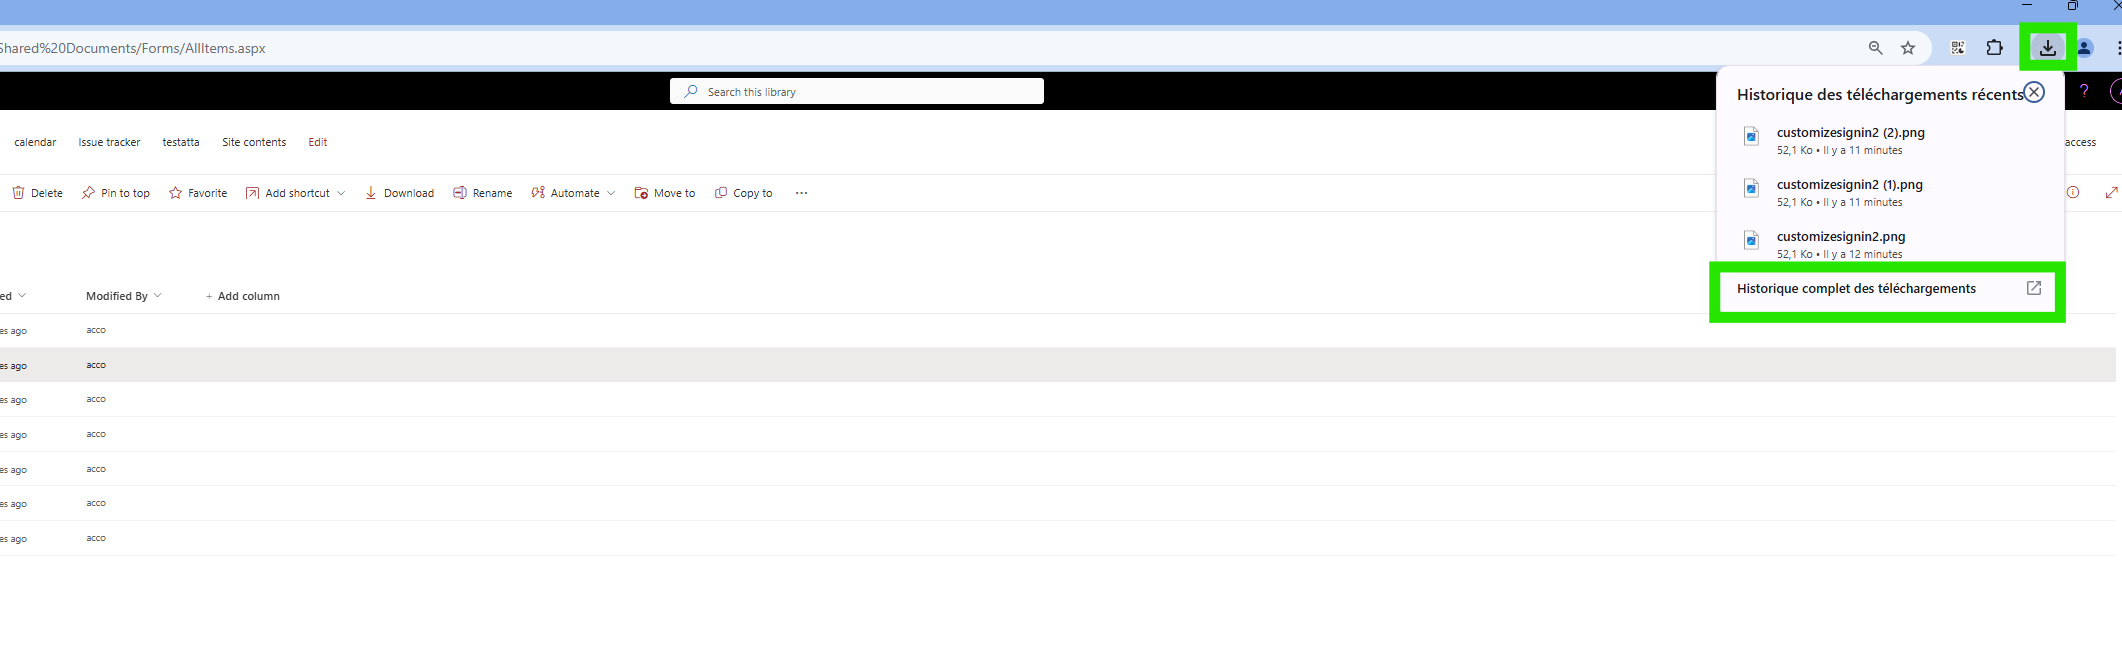 Shared%20Documents/Forms/AllItems.aspx
Search this library
Historique des téléchargements récents
customizesignin2 (2).png
52,1 Ko • Il y a 11 minutes
customizesignin2 (1).png
52,1 Ko • Il y a 11 minutes
customizesignin2.png
52,1 Ko • Il y a 12 minutes
Historique complet des téléchargements
calendar Issue tracker testatta Site contents Edit access
Delete Pin to top Favorite Add shortcut Download Rename Automate Move to Copy to ...
ed Modified By + Add column
es ago acco
es ago acco
es ago acco
es ago acco
es ago acco
es ago acco
es ago acco